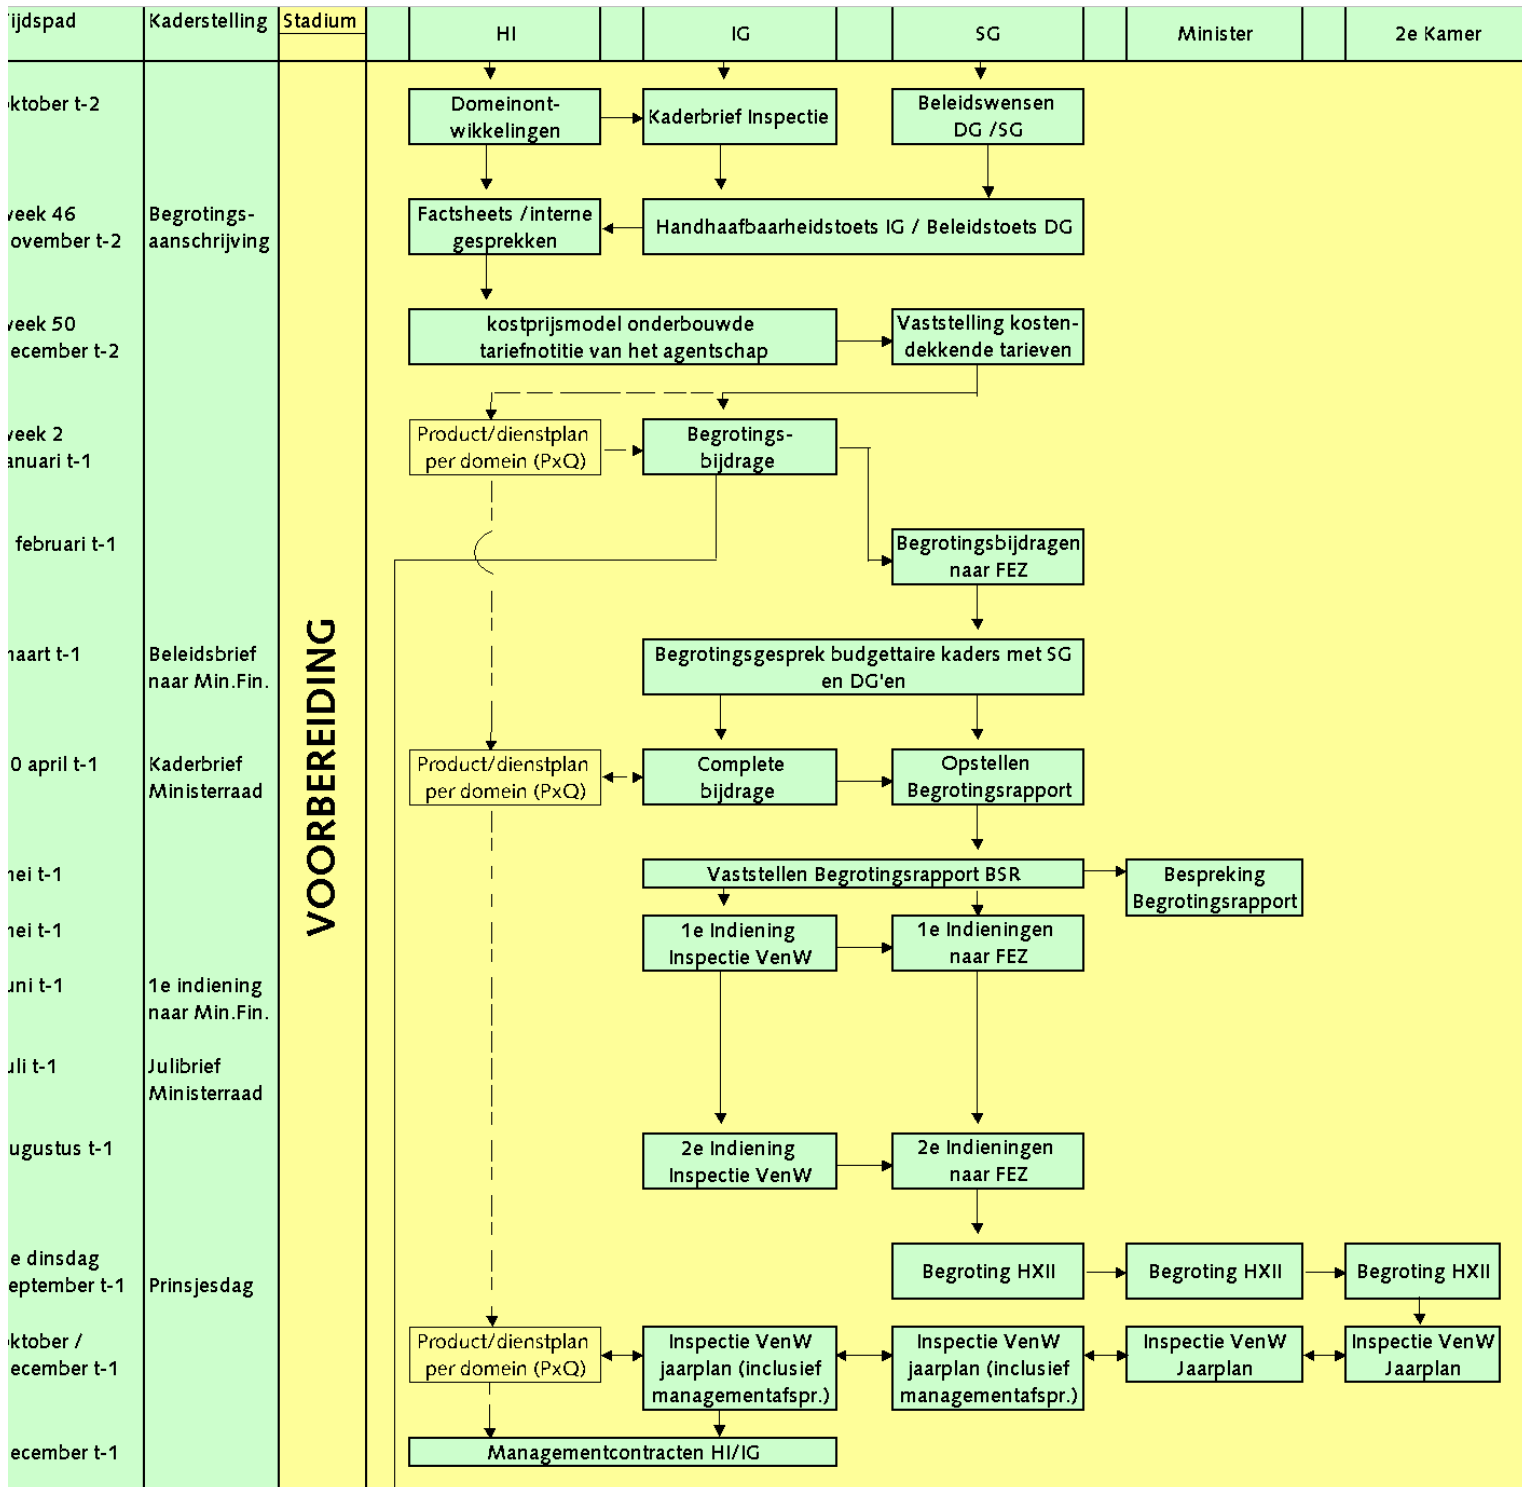 ijdspad
Kaderstelling
Stadium
HI
IG
SG
Minister
2e Kamer
ktober t-2
Domeinont-
wikkelingen
Kaderbrief Inspectie
Beleidswensen
DG /SG
eek 46
ovember t-2
Begrotings-
aanschrijving
Factsheets /interne
gesprekken
Handhaafbaarheidstoets IG / Beleidstoets DG
eek 50
ecember t-2
kostprijsmodel onderbouwde
tariefnotitie van het agentschap
Vaststelling kosten-
dekkende tarieven
eek 2
anuari t-1
Product/dienstplan
per domein (PxQ)
Begrotings-
bijdrage
februari t-1
Begrotingsbijdragen
naar FEZ
VOORBEREIDING
aart t-1
Beleidsbrief
naar Min.Fin.
Begrotingsgesprek budgettaire kaders met SG
en DG'en
0 april t-1
Kaderbrief
Ministerraad
Product/dienstplan
per domein (PxQ)
Complete
bijdrage
Opstellen
Begrotingsrapport
ei t-1
Vaststellen Begrotingsrapport BSR
Bespreking
Begrotingsrapport
ei t-1
1e Indiening
Inspectie VenW
1e Indieningen
naar FEZ
uni t-1
1e indiening
naar Min.Fin.
uli t-1
Julibrief
Ministerraad
ugustus t-1
2e Indiening
Inspectie VenW
2e Indieningen
naar FEZ
e dinsdag
eptember t-1
Prinsjesdag
Begroting HXII
Begroting HXII
Begroting HXII
ktober /
ecember t-1
Product/dienstplan
per domein (PxQ)
Inspectie VenW
jaarplan (inclusief
managementafspr.)
Inspectie VenW
jaarplan (inclusief
managementafspr.)
Inspectie VenW
Jaarplan
Inspectie VenW
Jaarplan
ecember t-1
Managementcontracten HI/IG